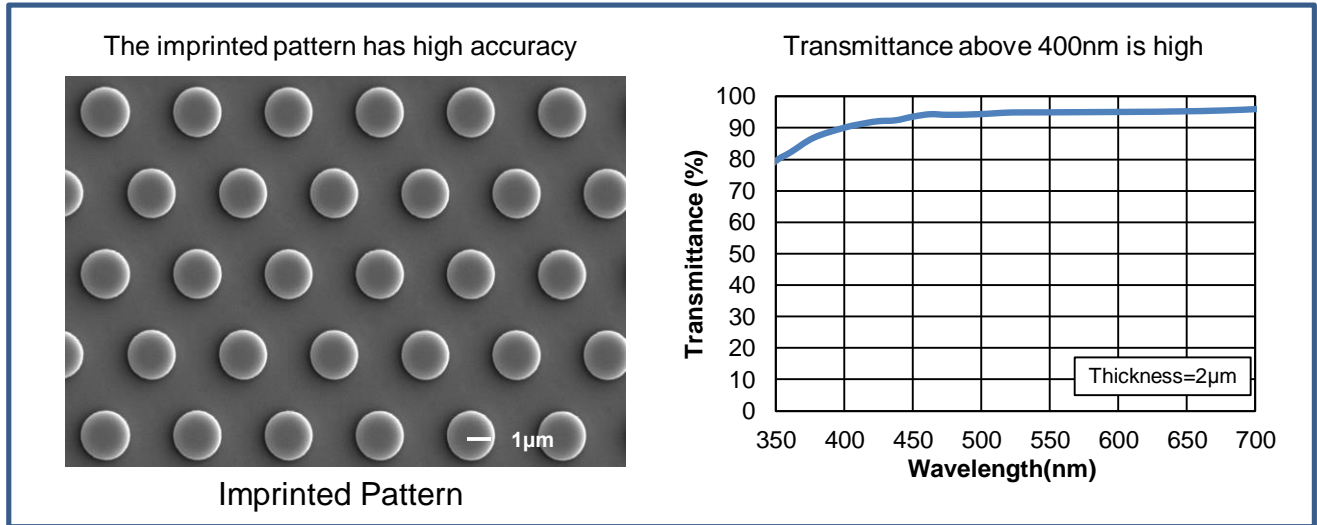 The imprinted pattern has high accuracy
1μm
Imprinted Pattern
Transmittance above 400nm is high
Transmittance (%)
100
90
80
70
60
50
40
30
20
10
0
Thickness=2μm
350 400 450 500 550 600 650 700
Wavelength(nm)